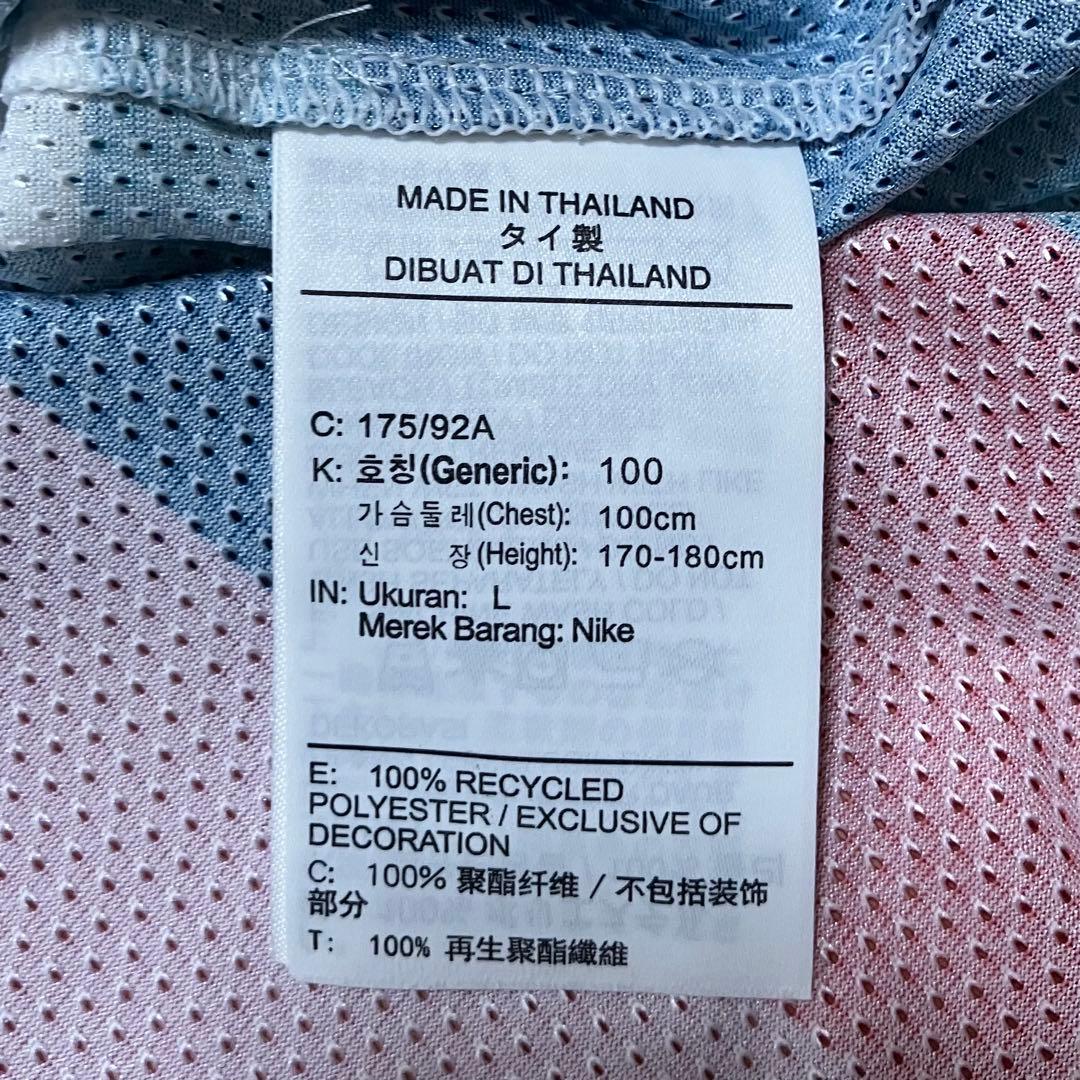 MADE IN THAILAND
タイ製
DIBUAT DI THAILAND
C: 175/92A
K: 호칭(Generic): 100
가슴둘레(Chest): 100cm
신 장(Height): 170-180cm
IN: Ukuran: L
Merek Barang: Nike
E: 100% RECYCLED
POLYESTER / EXCLUSIVE OF
DECORATION
C: 100% 聚酯纤维 / 不包括装饰
部分
T: 100% 再生聚酯纖維